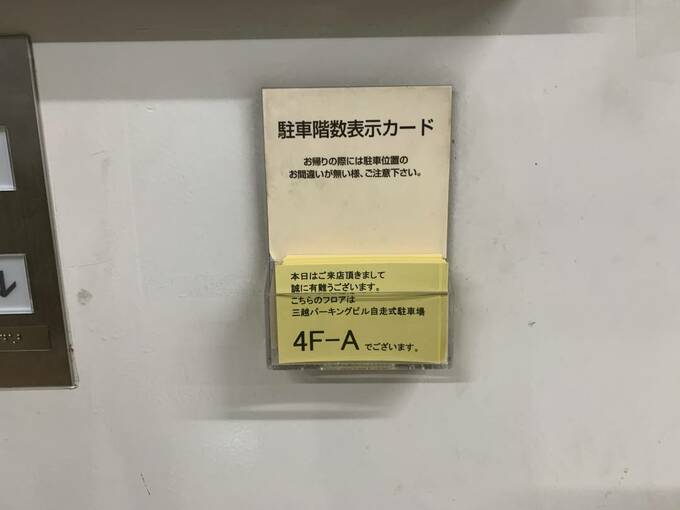 駐車階数表示カード
お帰りの際には駐車位置の
お間違いが無い様、ご注意下さい。
本日はご来店頂きまして
誠に有難うございます。
こちらのフロアは
三越パーキングビル自走式駐車場
4F-A でございます。